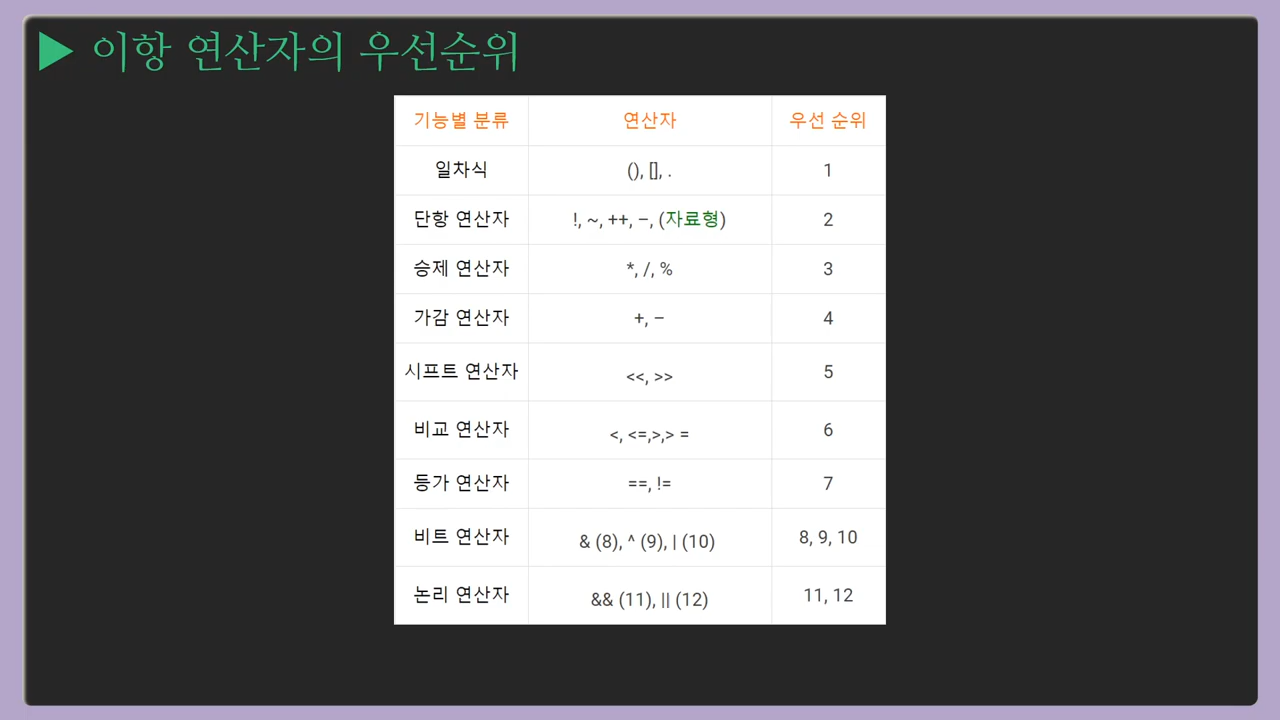 ▶ 이항 연산자의 우선순위
기능별 분류 연산자 우선 순위
일차식 (), [], . 1
단항 연산자 !, ~, ++, −, (자료형) 2
승제 연산자 *, /, % 3
가감 연산자 +, − 4
시프트 연산자 <<, >> 5
비교 연산자 <, <=,>,> = 6
등가 연산자 ==, != 7
비트 연산자 & (8), ^ (9), | (10) 8, 9, 10
논리 연산자 && (11), || (12) 11, 12